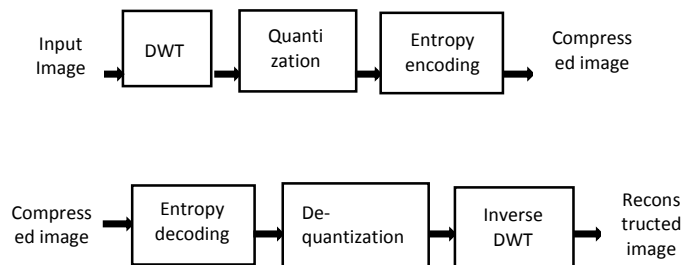 Input
Image
DWT
Quanti
zation
Entropy
encoding
Compress
ed image
Compress
ed image
Entropy
decoding
De-
quantization
Inverse
DWT
Recons
tructed
image